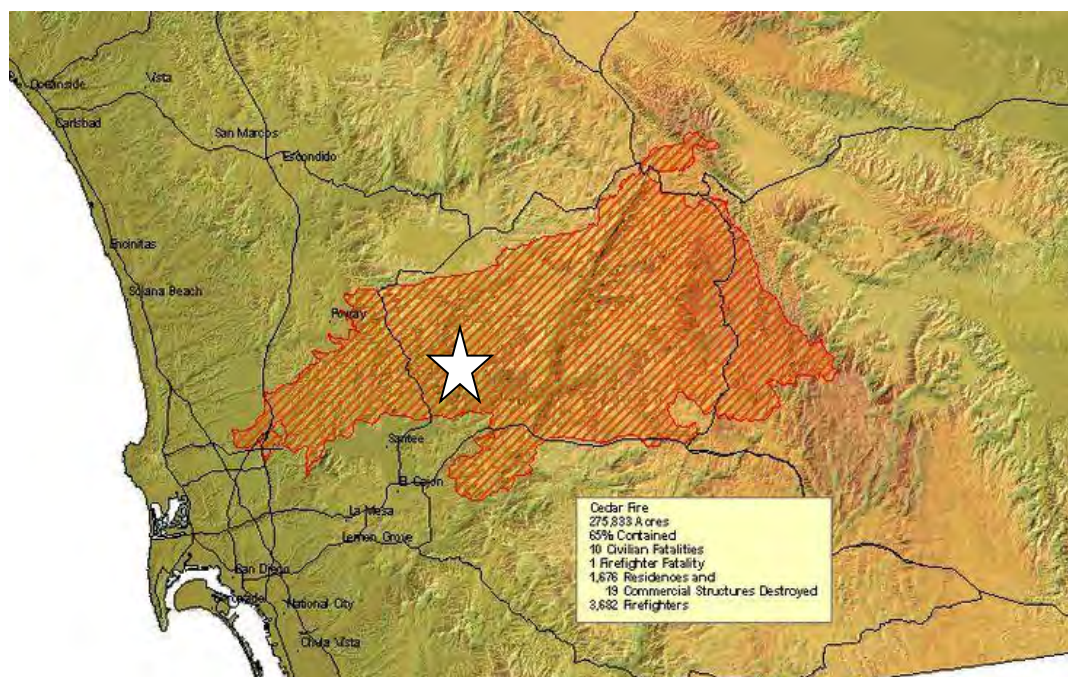 Oceanside
Vista
Carlsbad
San Marcos
Escondido
Encinitas
Solana Beach
Poway
Santee
El Cajon
La Mesa
Lemon Grove
San Diego
Coronado
National City
Chula Vista
Cedar Fire
275,833 Acres
65% Contained
10 Civilian Fatalities
1 Firefighter Fatality
1,676 Residences and
19 Commercial Structures Destroyed
3,682 Firefighters